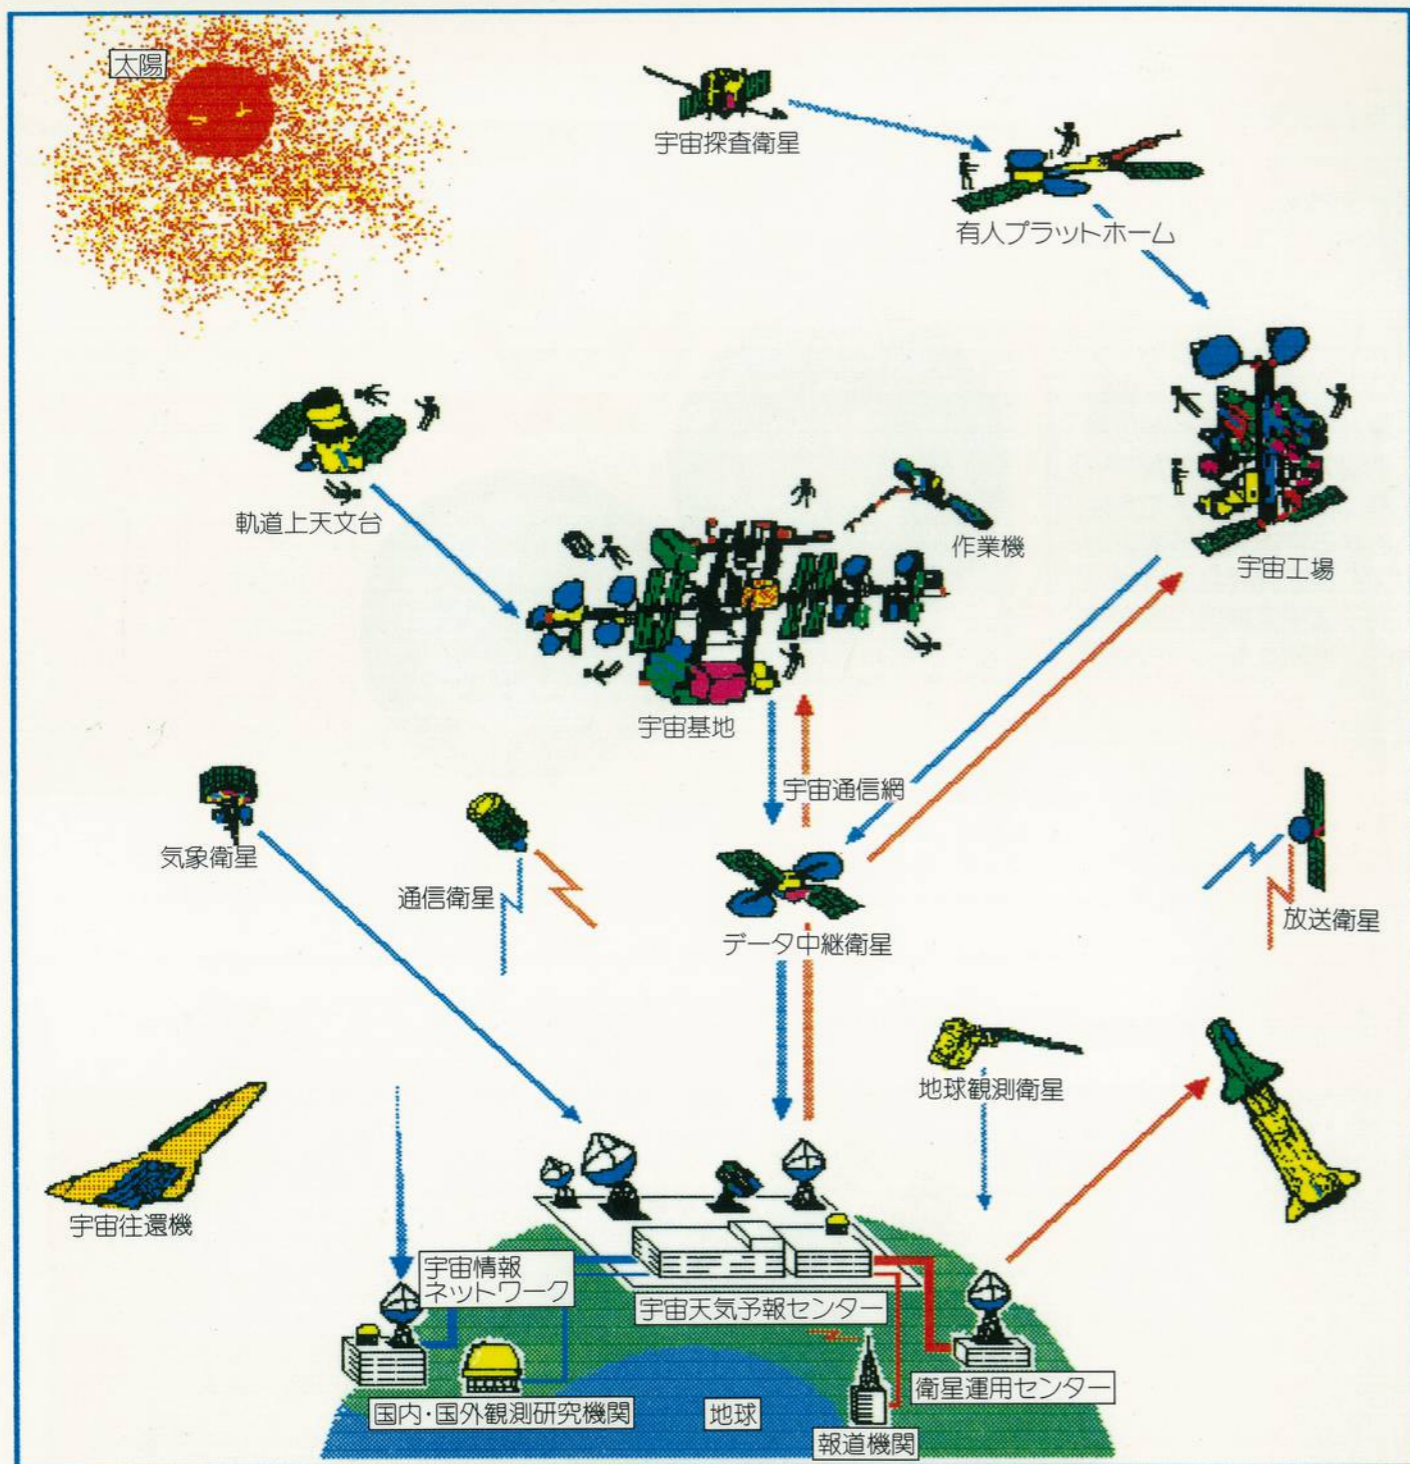 太陽
宇宙探査衛星
有人プラットホーム
軌道上天文台
作業機
宇宙工場
宇宙基地
宇宙通信網
気象衛星
通信衛星
データ中継衛星
放送衛星
地球観測衛星
宇宙往還機
宇宙情報
ネットワーク
宇宙天気予報センター
衛星運用センター
国内・国外観測研究機関
地球
報道機関